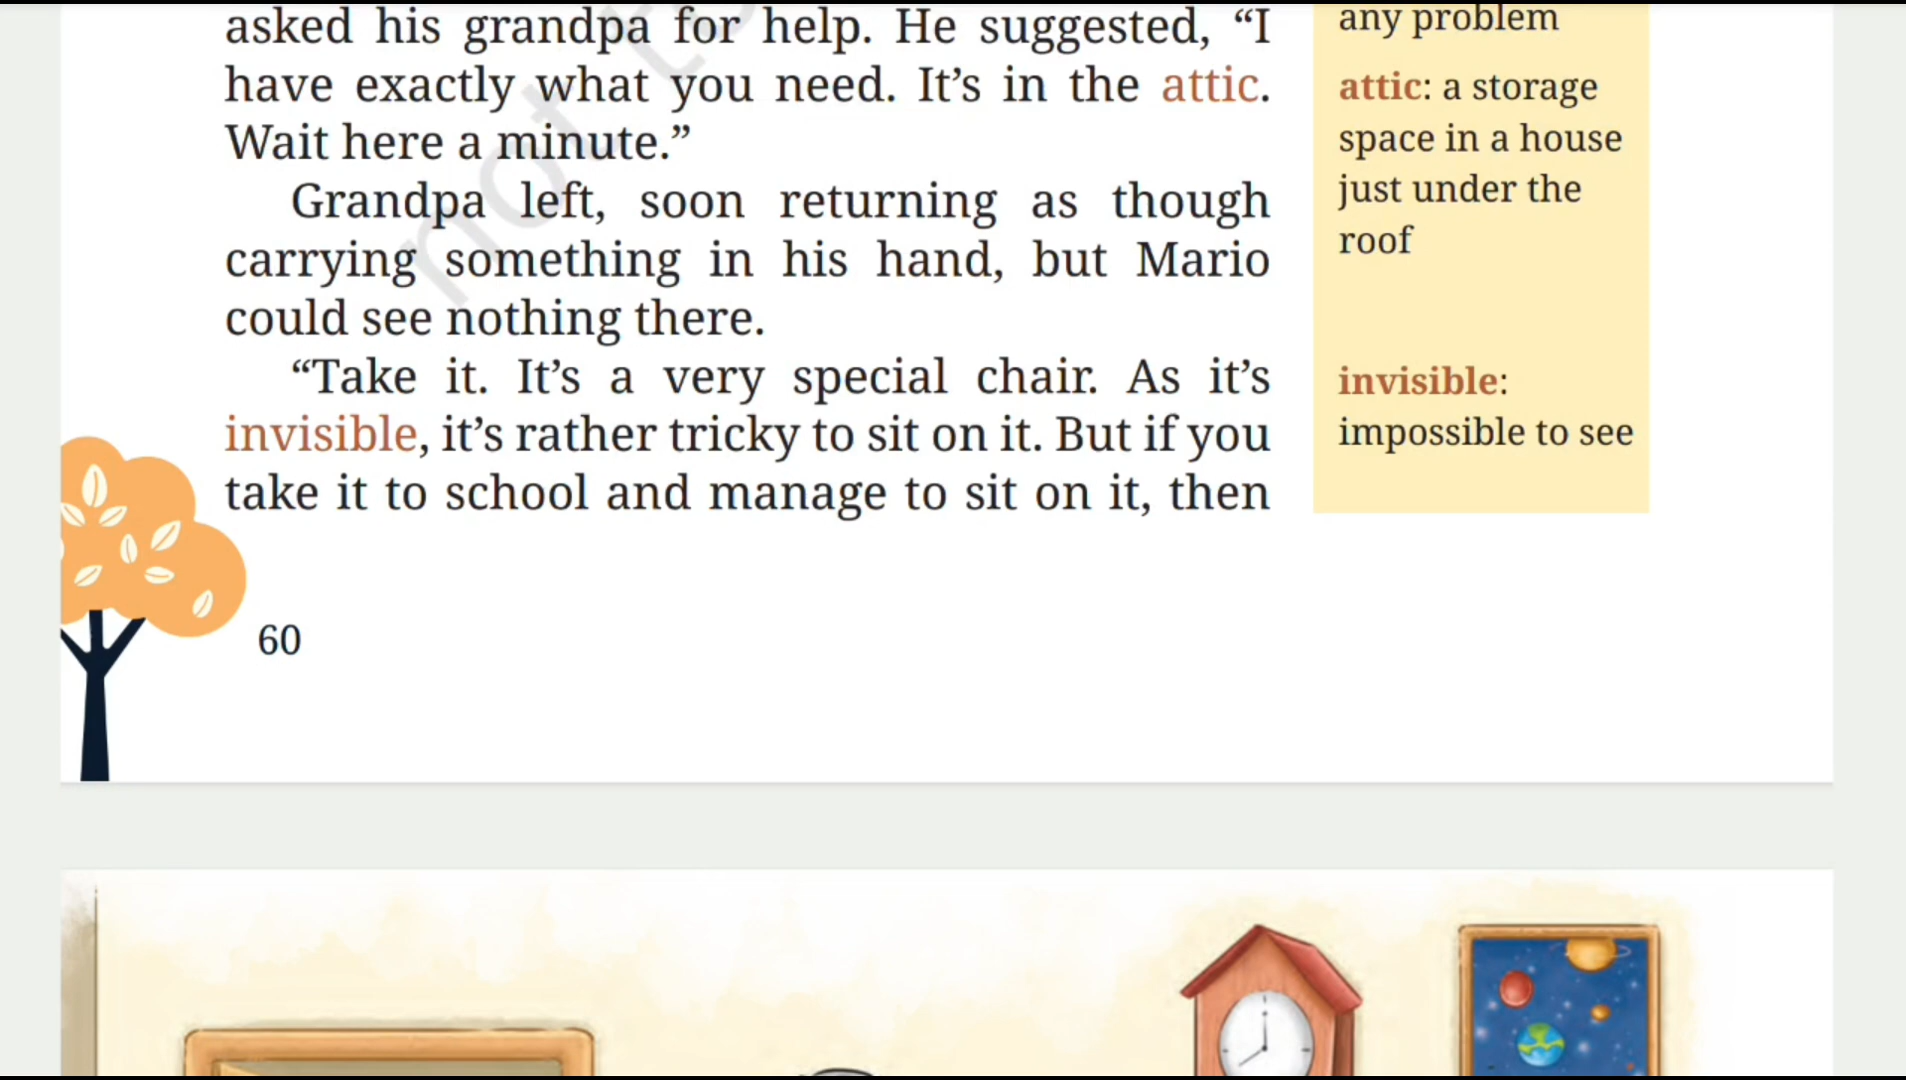 asked his grandpa for help. He suggested, “I
have exactly what you need. It’s in the attic.
Wait here a minute.”
Grandpa left, soon returning as though
carrying something in his hand, but Mario
could see nothing there.
“Take it. It’s a very special chair. As it’s
invisible, it’s rather tricky to sit on it. But if you
take it to school and manage to sit on it, then
any problem
attic: a storage
space in a house
just under the
roof
invisible:
impossible to see
60
not